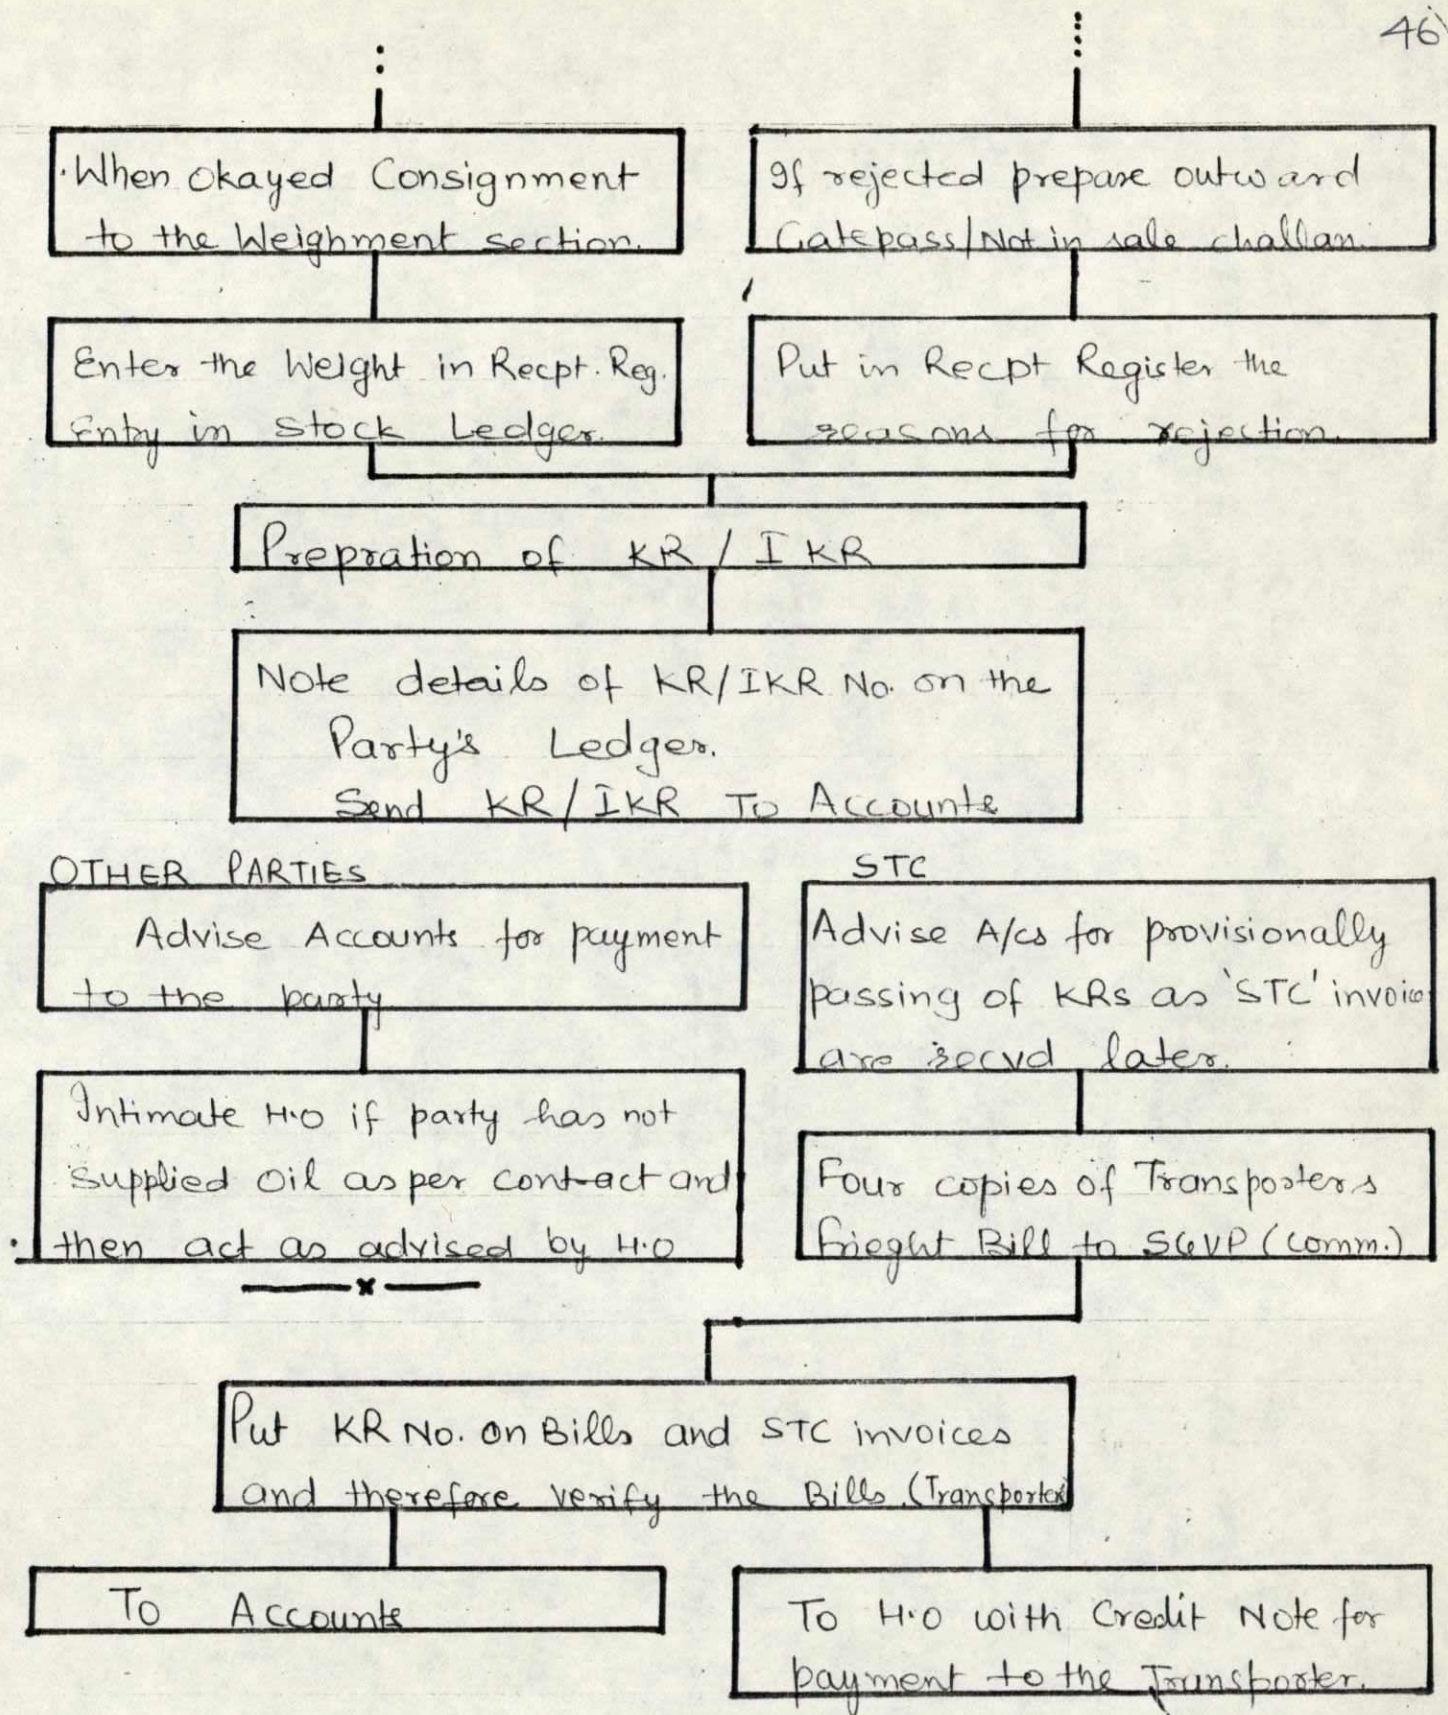 46
When Okayed Consignment
to the Weighment section.
If rejected prepare outward
Gatepass/Not in sale challan.
Enter the Weight in Recpt. Reg.
Entry in Stock Ledger.
Put in Recpt Register the
reasons for rejection.
Prepration of KR / IKR
Note details of KR/IKR No. on the
Party's Ledger.
Send KR/IKR To Accounts
OTHER PARTIES
Advise Accounts for payment
to the party
Intimate H.O if party has not
supplied Oil as per contract and
then act as advised by H.O
STC
Advise A/cs for provisionally
passing of KRs as 'STC' invoice
are recvd later.
Four copies of Transporters
frieght Bill to SGVP (Comm.)
Put KR No. on Bills and STC invoices
and therefore verify the Bills (Transporter)
To Accounts
To H.O with Credit Note for
payment to the Transporter.